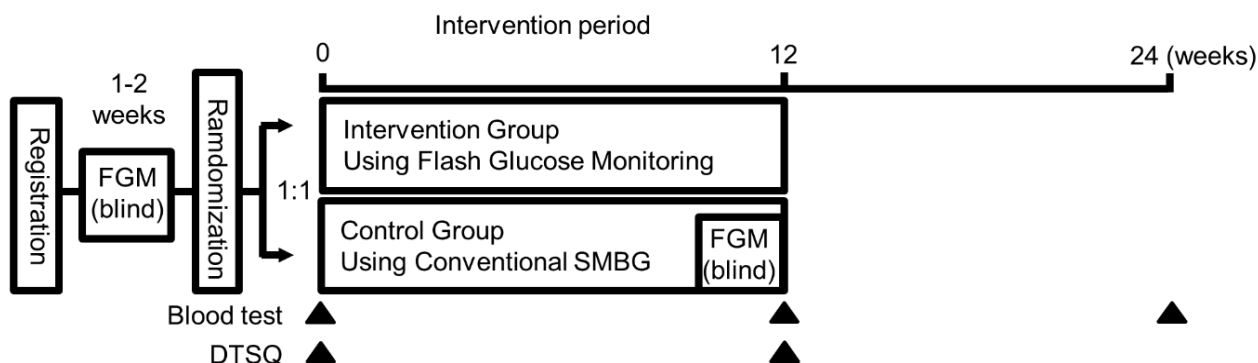 Intervention period
0
12
24 (weeks)
1-2
weeks
Registration
FGM
(blind)
Ramdomization
1:1
Intervention Group
Using Flash Glucose Monitoring
Control Group
Using Conventional SMBG
FGM
(blind)
Blood test
DTSQ